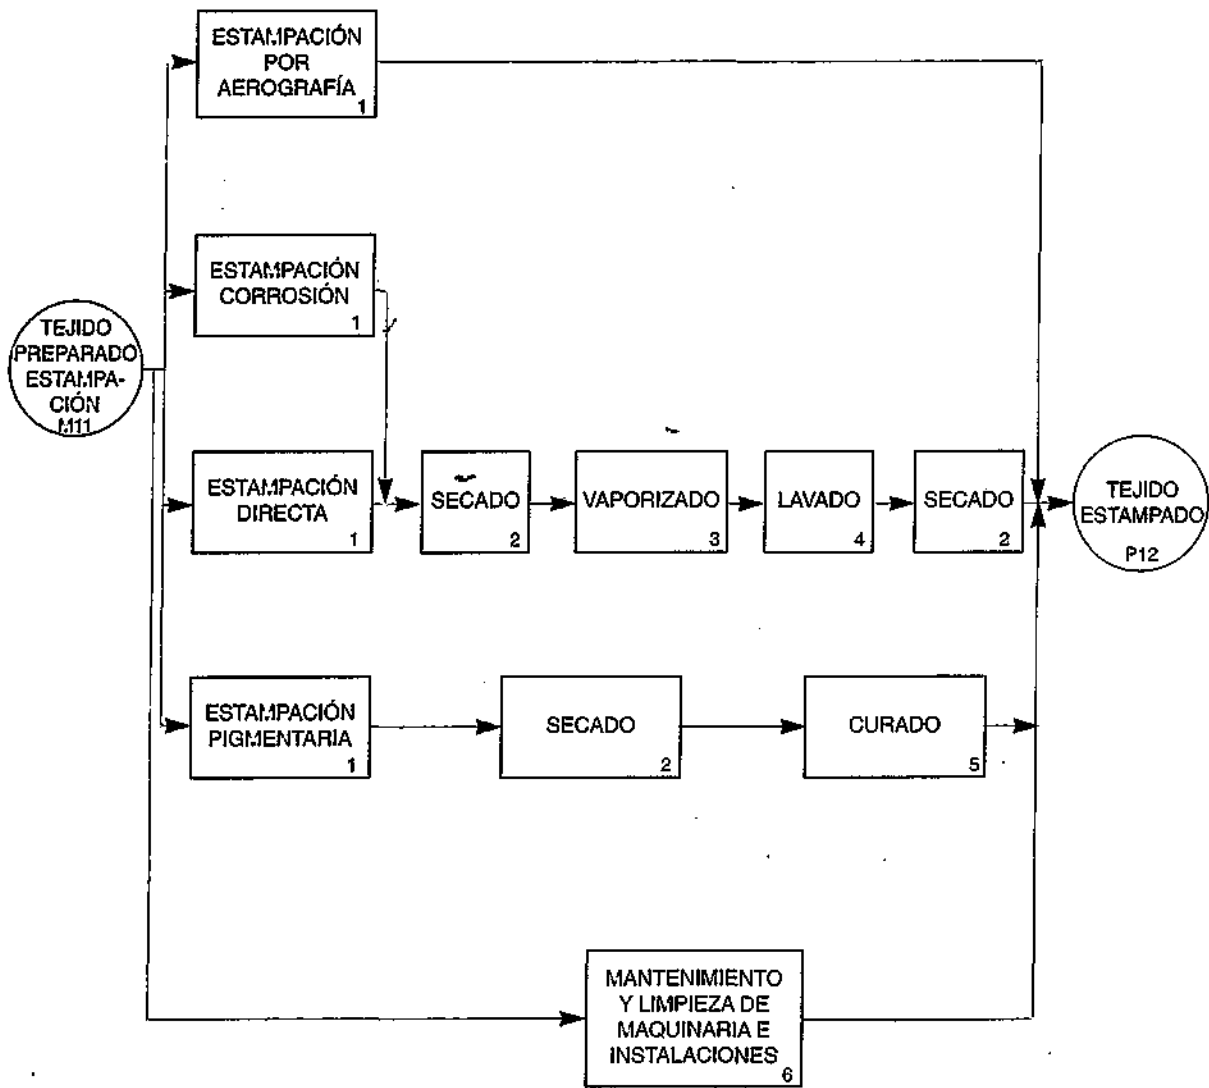 ESTAMPACIÓN
POR
AEROGRAFÍA
1
ESTAMPACIÓN
CORROSIÓN
1
TEJIDO
PREPARADO
ESTAMPA-
CIÓN
M11
ESTAMPACIÓN
DIRECTA
1
SECADO
2
VAPORIZADO
3
LAVADO
4
SECADO
2
TEJIDO
ESTAMPADO
P12
ESTAMPACIÓN
PIGMENTARIA
1
SECADO
2
CURADO
5
MANTENIMIENTO
Y LIMPIEZA DE
MAQUINARIA E
INSTALACIONES
6